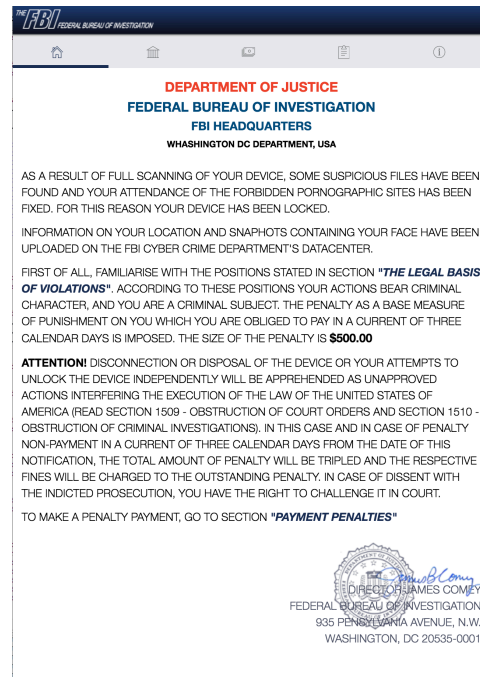 THE FBI FEDERAL BUREAU OF INVESTIGATION
DEPARTMENT OF JUSTICE
FEDERAL BUREAU OF INVESTIGATION
FBI HEADQUARTERS
WHASHINGTON DC DEPARTMENT, USA
AS A RESULT OF FULL SCANNING OF YOUR DEVICE, SOME SUSPICIOUS FILES HAVE BEEN
FOUND AND YOUR ATTENDANCE OF THE FORBIDDEN PORNOGRAPHIC SITES HAS BEEN
FIXED. FOR THIS REASON YOUR DEVICE HAS BEEN LOCKED.
INFORMATION ON YOUR LOCATION AND SNAPHOTS CONTAINING YOUR FACE HAVE BEEN
UPLOADED ON THE FBI CYBER CRIME DEPARTMENT'S DATACENTER.
FIRST OF ALL, FAMILIARISE WITH THE POSITIONS STATED IN SECTION "THE LEGAL BASIS
OF VIOLATIONS". ACCORDING TO THESE POSITIONS YOUR ACTIONS BEAR CRIMINAL
CHARACTER, AND YOU ARE A CRIMINAL SUBJECT. THE PENALTY AS A BASE MEASURE
OF PUNISHMENT ON YOU WHICH YOU ARE OBLIGED TO PAY IN A CURRENT OF THREE
CALENDAR DAYS IS IMPOSED. THE SIZE OF THE PENALTY IS $500.00
ATTENTION! DISCONNECTION OR DISPOSAL OF THE DEVICE OR YOUR ATTEMPTS TO
UNLOCK THE DEVICE INDEPENDENTLY WILL BE APPREHENDED AS UNAPPROVED
ACTIONS INTERFERING THE EXECUTION OF THE LAW OF THE UNITED STATES OF
AMERICA (READ SECTION 1509 - OBSTRUCTION OF COURT ORDERS AND SECTION 1510 -
OBSTRUCTION OF CRIMINAL INVESTIGATIONS). IN THIS CASE AND IN CASE OF PENALTY
NON-PAYMENT IN A CURRENT OF THREE CALENDAR DAYS FROM THE DATE OF THIS
NOTIFICATION, THE TOTAL AMOUNT OF PENALTY WILL BE TRIPLED AND THE RESPECTIVE
FINES WILL BE CHARGED TO THE OUTSTANDING PENALTY. IN CASE OF DISSENT WITH
THE INDICTED PROSECUTION, YOU HAVE THE RIGHT TO CHALLENGE IT IN COURT.
TO MAKE A PENALTY PAYMENT, GO TO SECTION "PAYMENT PENALTIES"
DIRECTOR JAMES COMEY
FEDERAL BUREAU OF INVESTIGATION
935 PENSYLVANIA AVENUE, N.W.
WASHINGTON, DC 20535-0001